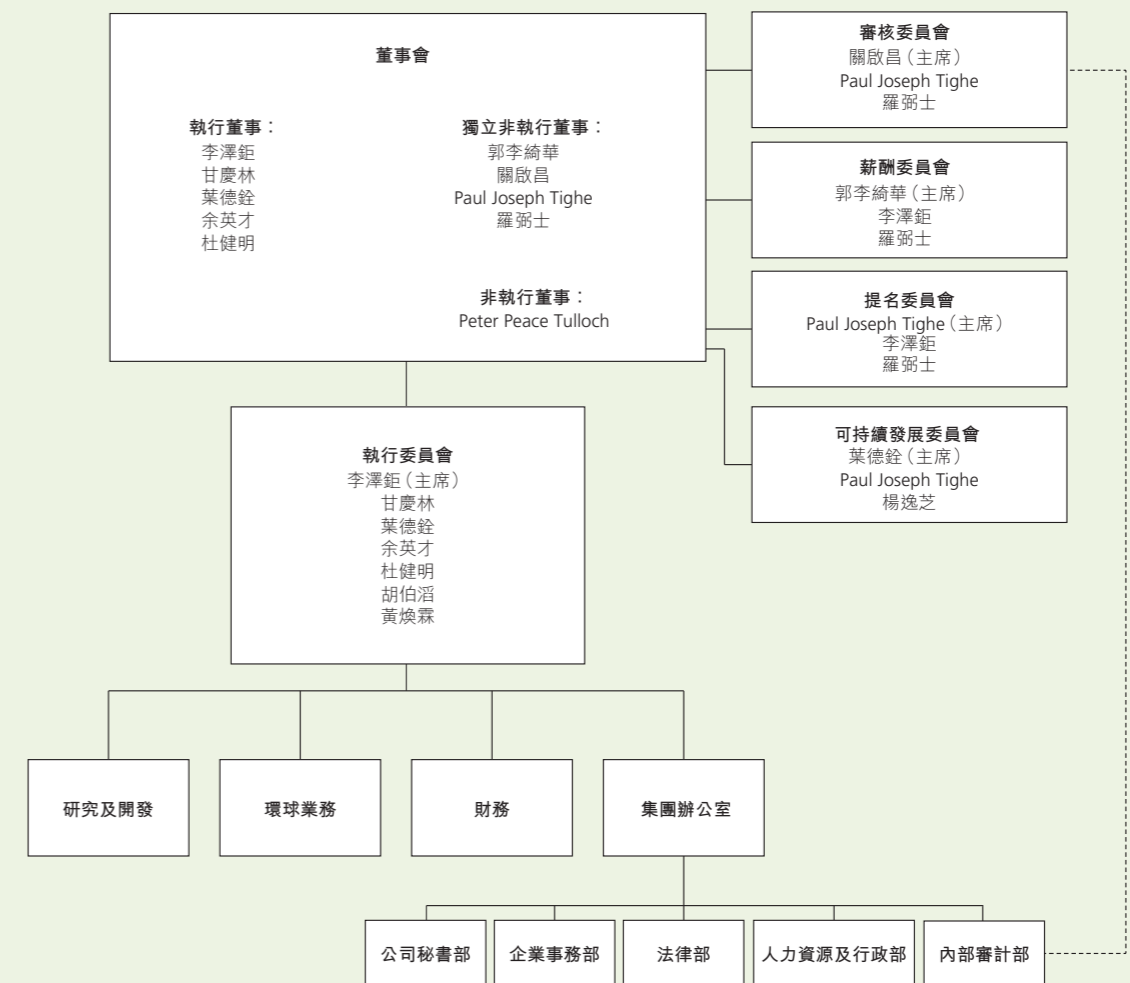 董事會
執行董事：
李澤鉅
甘慶林
葉德銓
余英才
杜健明
獨立非執行董事：
郭李綺華
關啟昌
Paul Joseph Tighe
羅弼士
非執行董事：
Peter Peace Tulloch
審核委員會
關啟昌（主席）
Paul Joseph Tighe
羅弼士
薪酬委員會
郭李綺華（主席）
李澤鉅
羅弼士
提名委員會
Paul Joseph Tighe（主席）
李澤鉅
羅弼士
可持續發展委員會
葉德銓（主席）
Paul Joseph Tighe
楊逸芝
執行委員會
李澤鉅（主席）
甘慶林
葉德銓
余英才
杜健明
胡伯滔
黃煥霖
研究及開發
環球業務
財務
集團辦公室
公司秘書部
企業事務部
法律部
人力資源及行政部
內部審計部